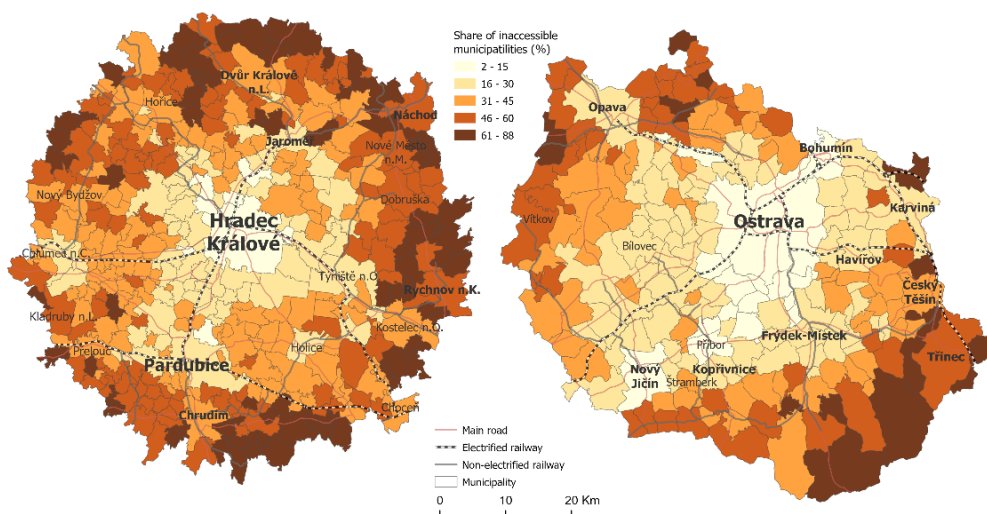 Share of inaccessible
municipatilities (%)
2 - 15
16 - 30
31 - 45
46 - 60
61 - 88
Dvůr Králové
n.L.
Hořice
Náchod
Jaroměř
Nové Město
n.M.
Nový Bydžov
Dobruška
Hradec
Králové
Chlumec n.C.
Týniště n.O.
Rychnov n.K.
Kladruby n.L.
Kostelec n.O.
Holice
Přelouč
Pardubice
Choceň
Chrudim
Opava
Bohumín
Karviná
Ostrava
Vítkov
Bílovec
Havířov
Český
Těšín
Frýdek-Místek
Příbor
Třinec
Nový
Jičín
Kopřivnice
Štramberk
Main road
Electrified railway
Non-electrified railway
Municipality
0 10 20 Km